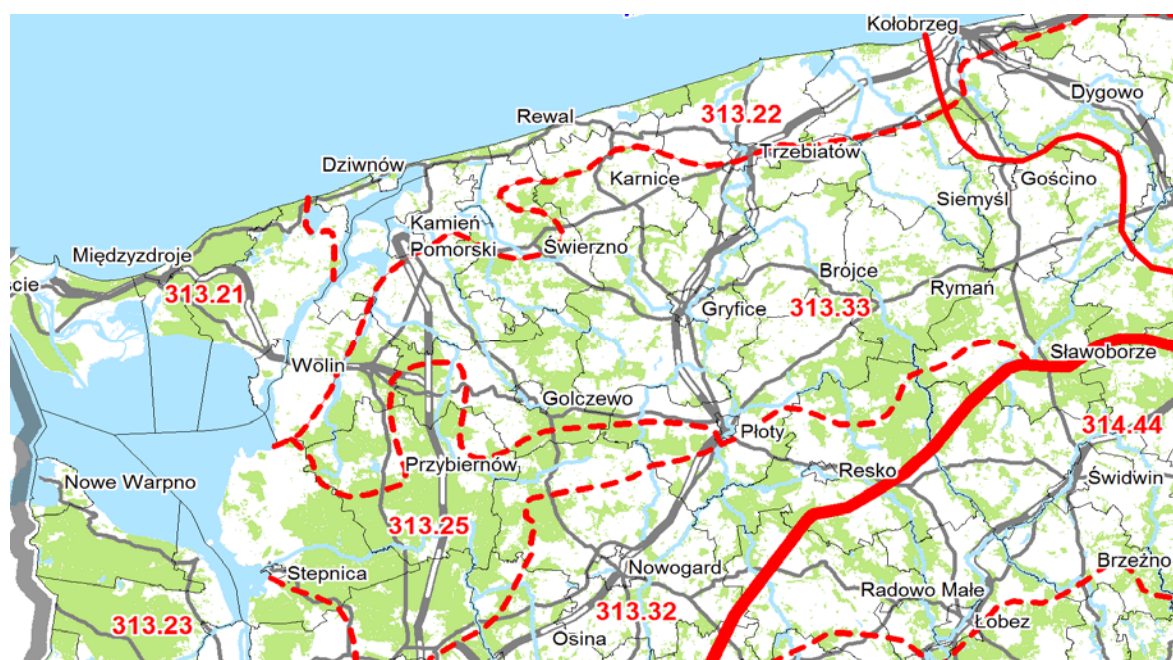 Kołobrzeg
Dygowo
Rewal
313.22
Trzebiatów
Dziwnów
Karnice
Gościno
Siemyśl
Kamień
Pomorski
Świerzno
Międzyzdroje
ście
313.21
Brojce
Rymań
Gryfice
313.33
Sławoborze
Wolin
Golczewo
Płoty
314.44
Przybiernów
Resko
Świdwin
Nowe Warpno
313.25
Stepnica
Nowogard
Brzeżno
Radowo Małe
313.23
313.32
Łobez
Osina